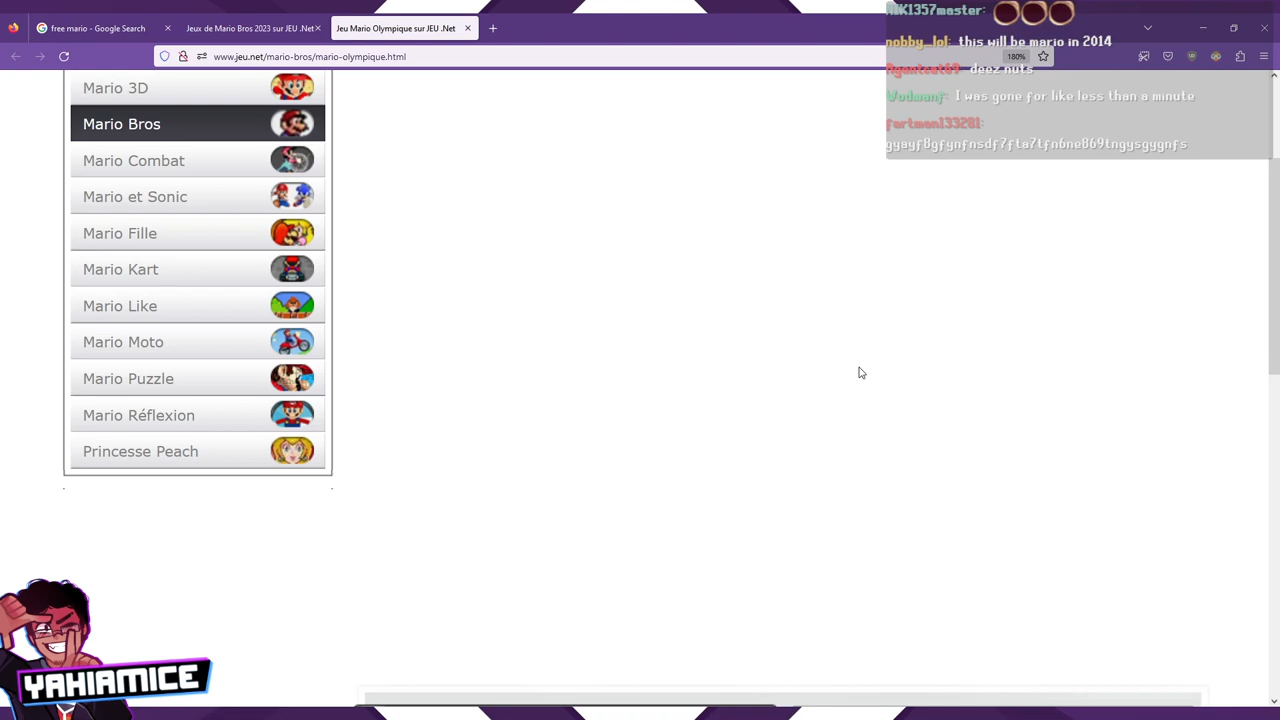 free mario - Google Search
Jeux de Mario Bros 2023 sur JEU .Net
Jeu Mario Olympique sur JEU .Net
www.jeu.net/mario-bros/mario-olympique.html
180%
nobby_lol: this will be mario in 2014
deez nuts
I was gone for like less than a minute
fartman133281:
Mario 3D
Mario Bros
Mario Combat
Mario et Sonic
Mario Fille
Mario Kart
Mario Like
Mario Moto
Mario Puzzle
Mario Réflexion
Princesse Peach
YAHIAMICE